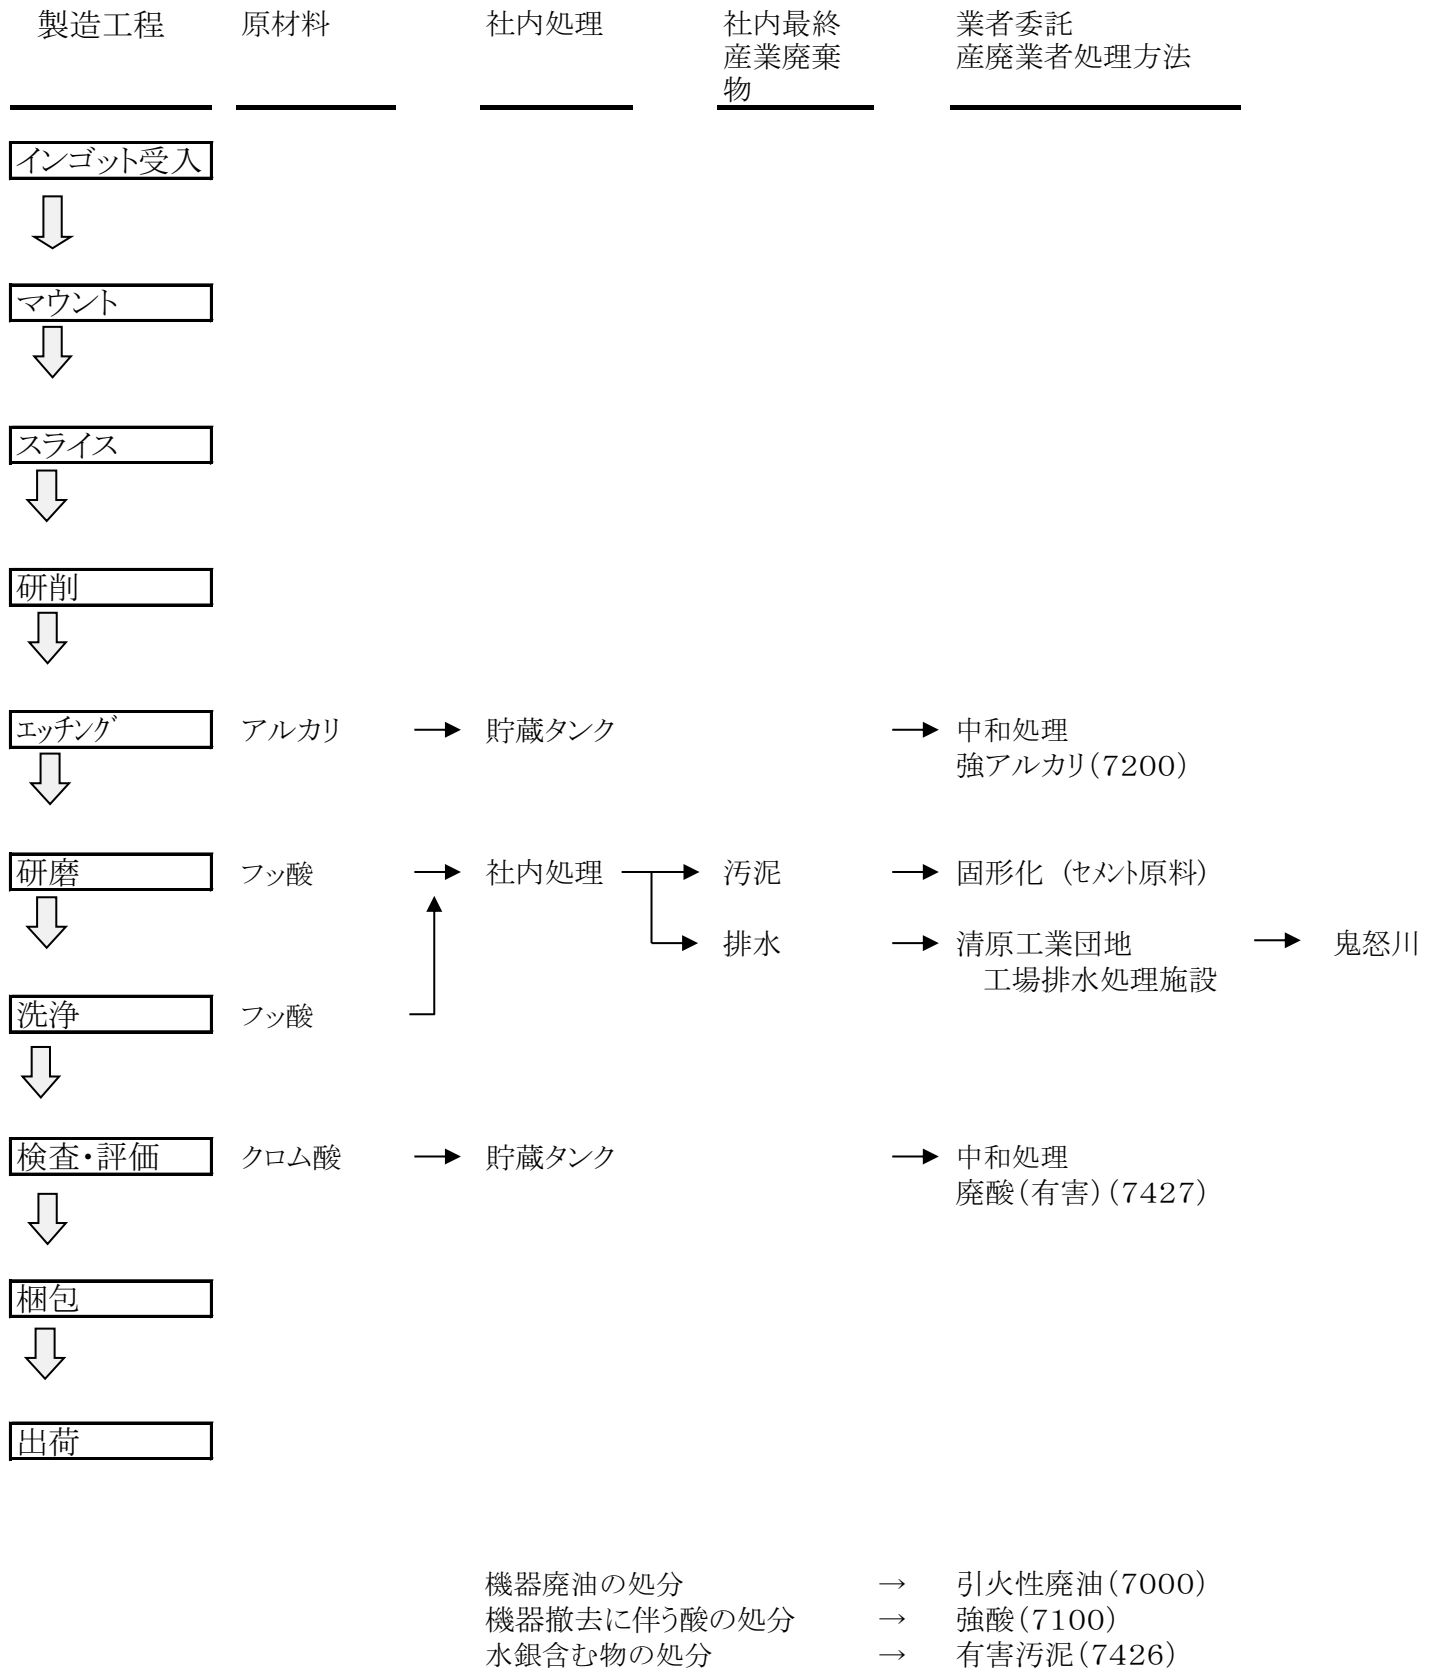 製造工程 原材料 社内処理 社内最終 業者委託
産業廃棄 産廃業者処理方法
物
インゴット受入
マウント
スライス
研削
エッチング アルカリ 貯蔵タンク 中和処理
強アルカリ(7200)
研磨 フッ酸 社内処理 汚泥 固形化 (セメント原料)
排水 清原工業団地 鬼怒川
工場排水処理施設
洗浄 フッ酸
検査・評価 クロム酸 貯蔵タンク 中和処理
廃酸(有害)(7427)
梱包
出荷
機器廃油の処分 → 引火性廃油(7000)
機器撤去に伴う酸の処分 → 強酸(7100)
水銀含む物の処分 → 有害汚泥(7426)